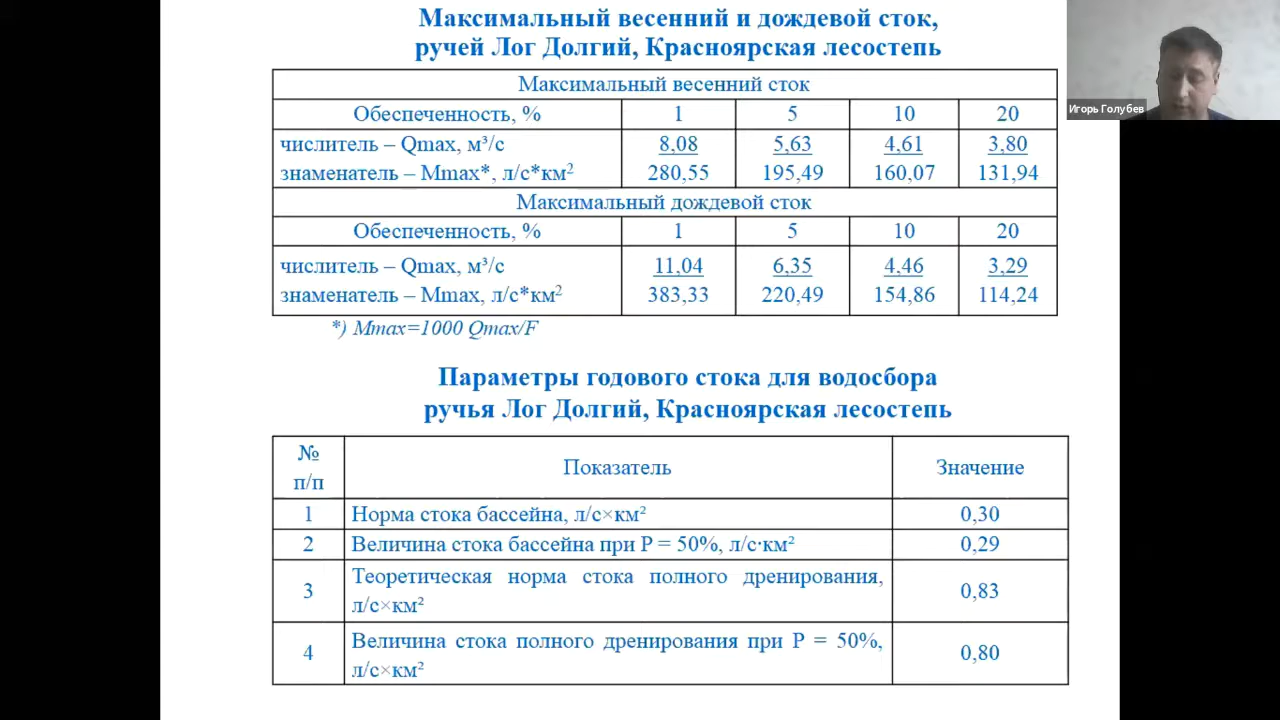 Максимальный весенний и дождевой сток,
ручей Лог Долгий, Красноярская лесостепь
Игорь Голубев
Максимальный весенний сток
Обеспеченность, % 1 5 10 20
числитель – Qmax, м³/с 8,08 5,63 4,61 3,80
знаменатель – Mmax*, л/с*км² 280,55 195,49 160,07 131,94
Максимальный дождевой сток
Обеспеченность, % 1 5 10 20
числитель – Qmax, м³/с 11,04 6,35 4,46 3,29
знаменатель – Mmax, л/с*км² 383,33 220,49 154,86 114,24
*) Mmax=1000 Qmax/F
Параметры годового стока для водосбора
ручья Лог Долгий, Красноярская лесостепь
№
п/п
Показатель Значение
1 Норма стока бассейна, л/с×км² 0,30
2 Величина стока бассейна при P = 50%, л/с·км² 0,29
3 Теоретическая норма стока полного дренирования, 0,83
л/с×км²
4 Величина стока полного дренирования при P = 50%, 0,80
л/с×км²